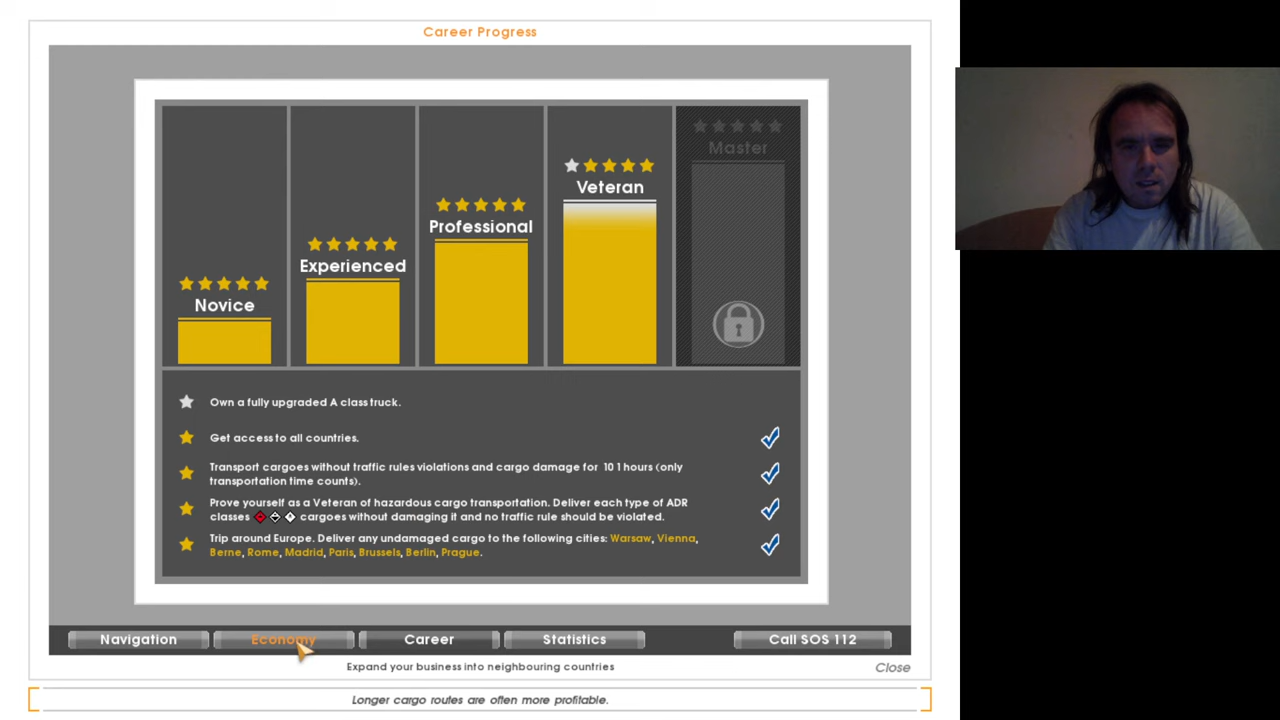 Career Progress
Master
Veteran
Professional
Experienced
Novice
Own a fully upgraded A class truck.
Get access to all countries.
Transport cargoes without traffic rules violations and cargo damage for 101 hours (only
transportation time counts).
Prove yourself as a Veteran of hazardous cargo transportation. Deliver each type of ADR
classes cargoes without damaging it and no traffic rule should be violated.
Trip around Europe. Deliver any undamaged cargo to the following cities: Warsaw, Vienna,
Berne, Rome, Madrid, Paris, Brussels, Berlin, Prague.
Navigation Economy Career Statistics Call SOS 112
Expand your business into neighbouring countries
Close
Longer cargo routes are often more profitable.